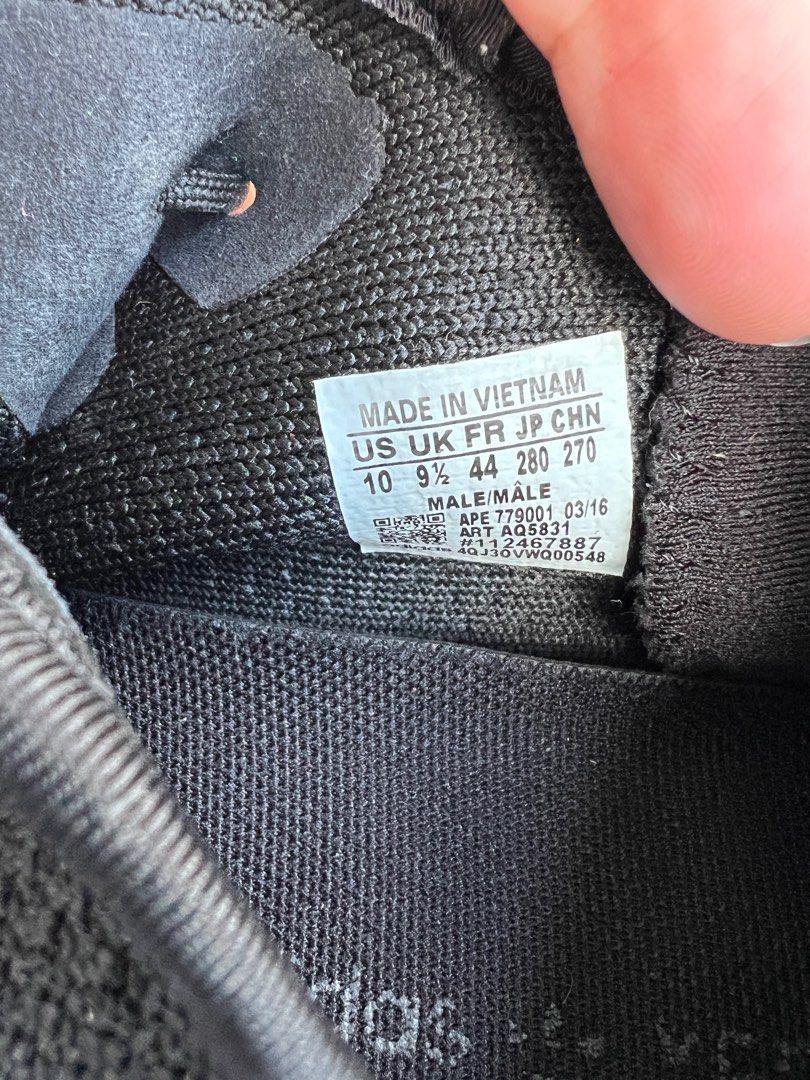 MADE IN VIETNAM
US UK FR JP CHN
10 9½ 44 280 270
MALE/MÂLE
APE 779001 03/16
ART AQ5831
#112467887
4QJ3QVWQ00548